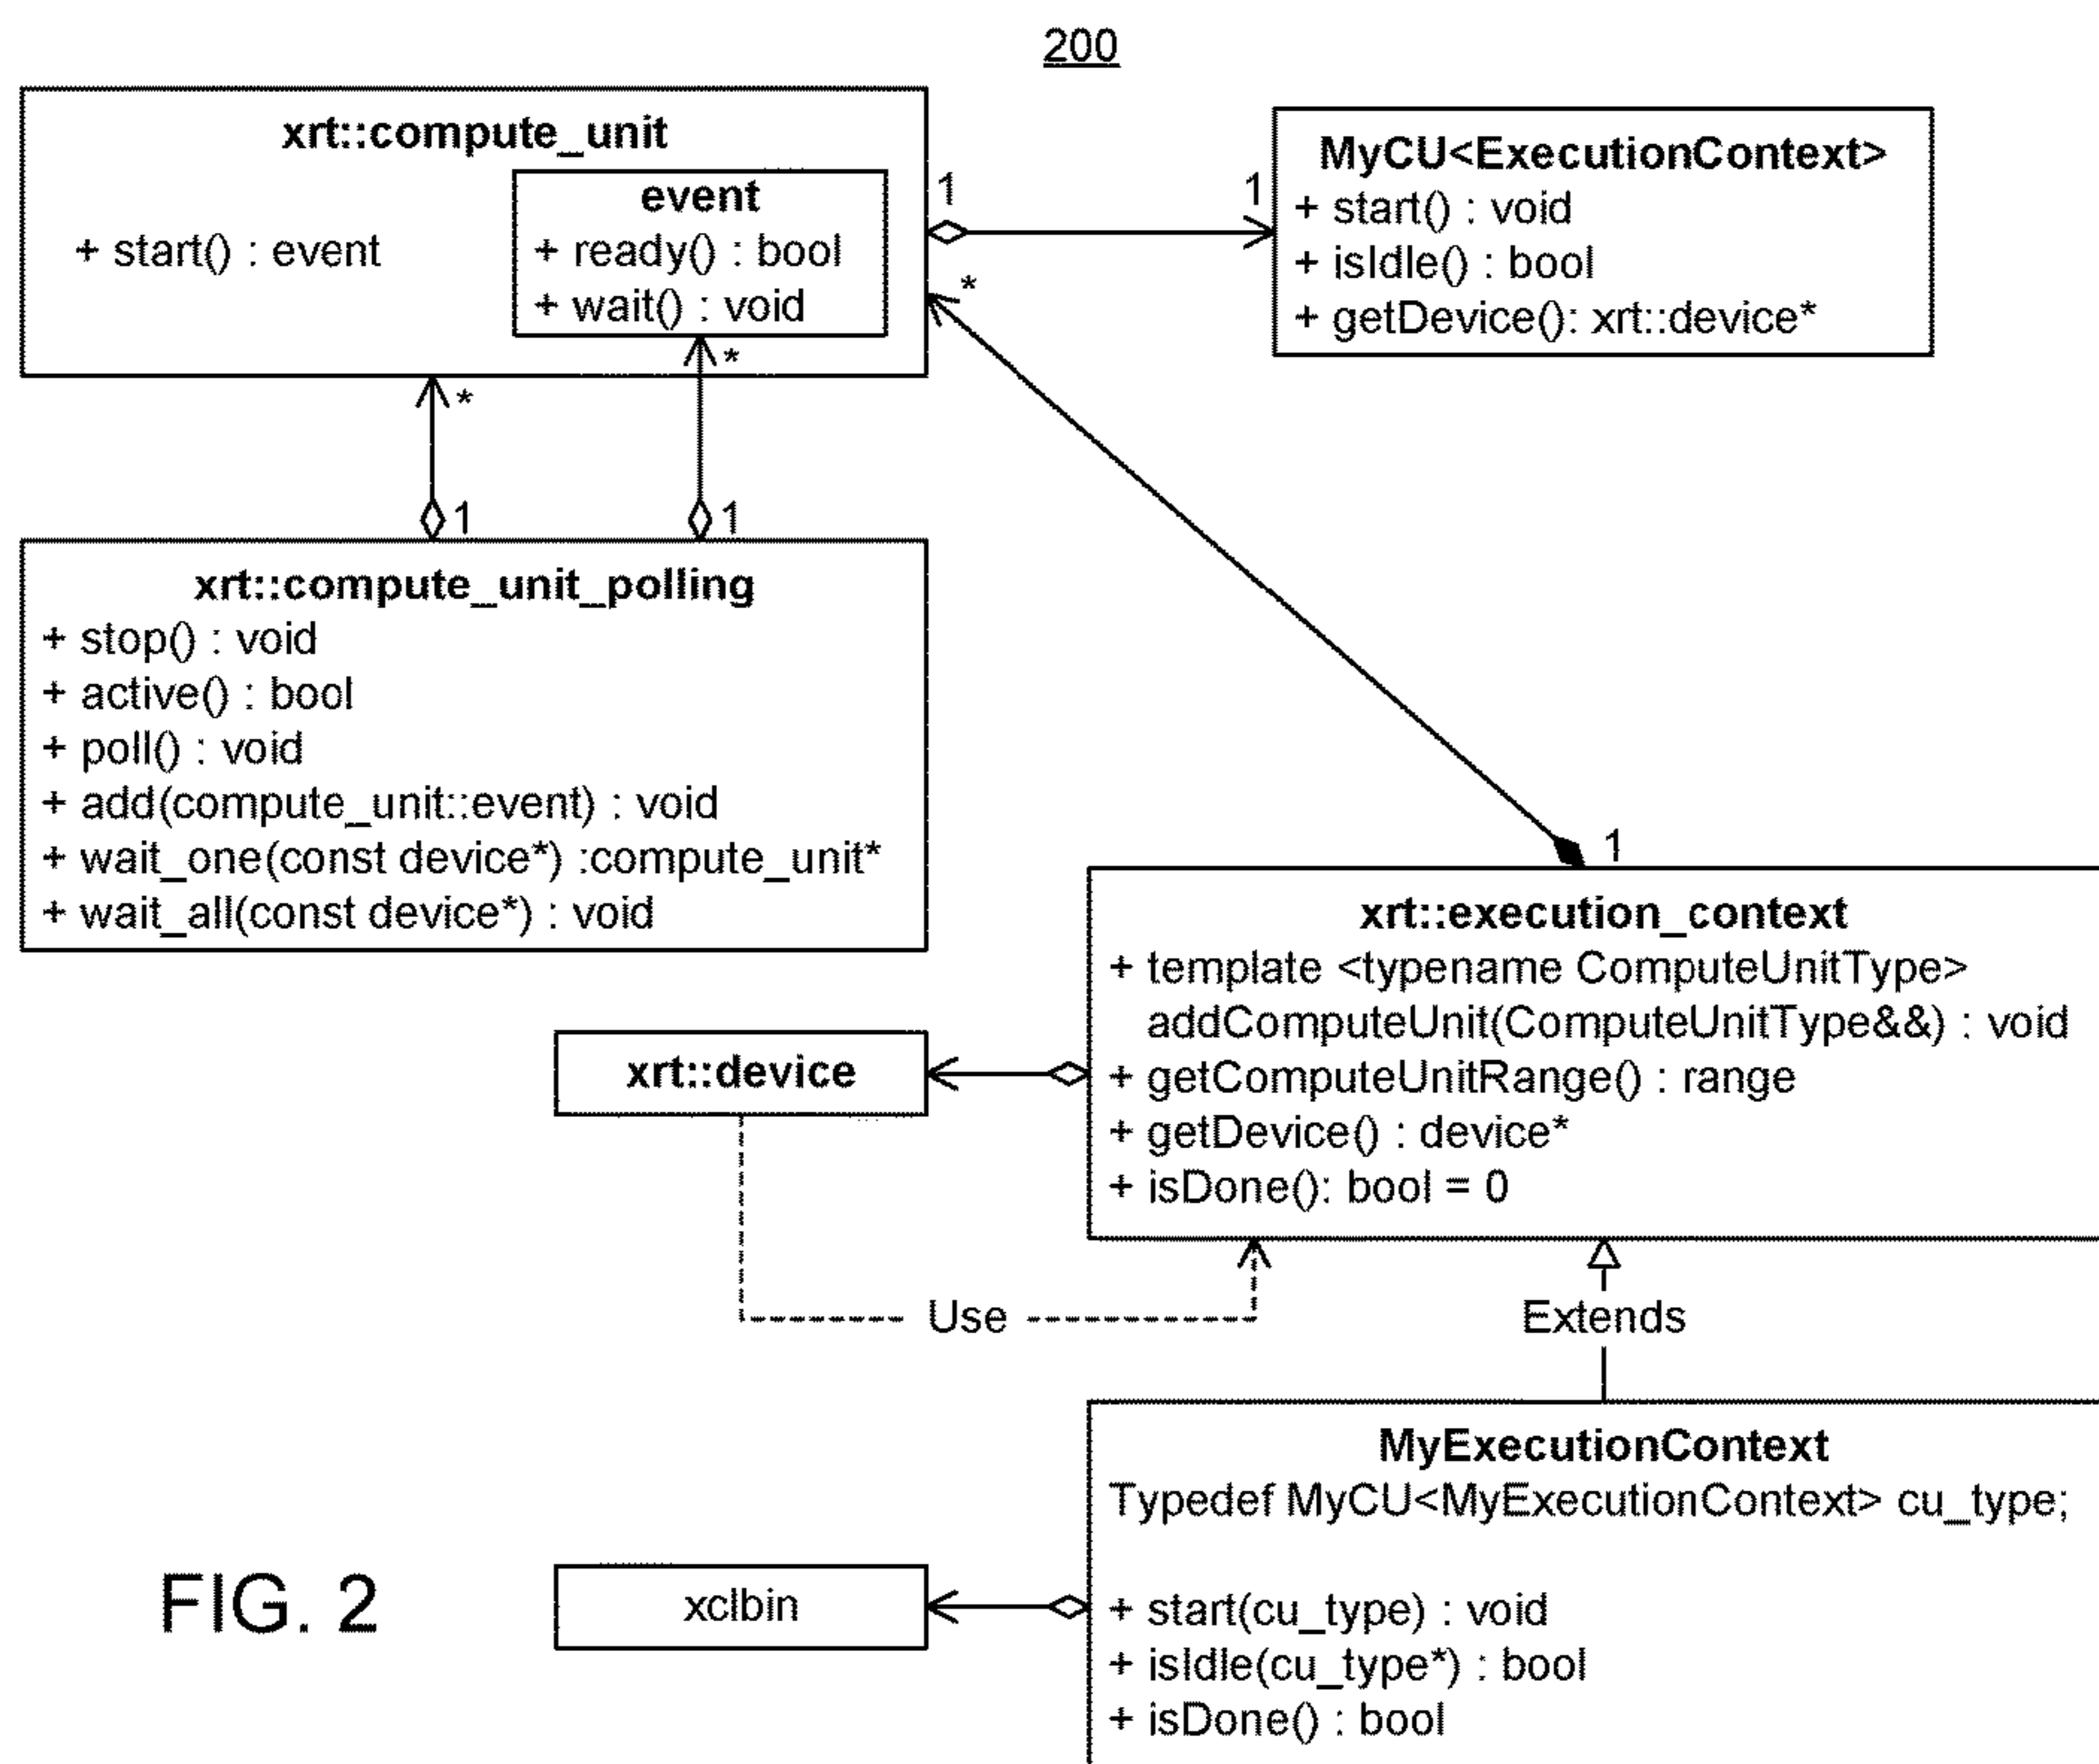 200
xrt::compute_unit
+ start() : event
event
+ ready() : bool
+ wait() : void
1
1
*
MyCU<ExecutionContext>
+ start() : void
+ isIdle() : bool
+ getDevice(): xrt::device*
*
*
1
1
xrt::compute_unit_polling
+ stop() : void
+ active() : bool
+ poll() : void
+ add(compute_unit::event) : void
+ wait_one(const device*) :compute_unit*
+ wait_all(const device*) : void
1
xrt::execution_context
+ template <typename ComputeUnitType>
addComputeUnit(ComputeUnitType&&) : void
+ getComputeUnitRange() : range
+ getDevice() : device*
+ isDone(): bool = 0
xrt::device
Use
Extends
MyExecutionContext
Typedef MyCU<MyExecutionContext> cu_type;
+ start(cu_type) : void
+ isIdle(cu_type*) : bool
+ isDone() : bool
xclbin
FIG. 2